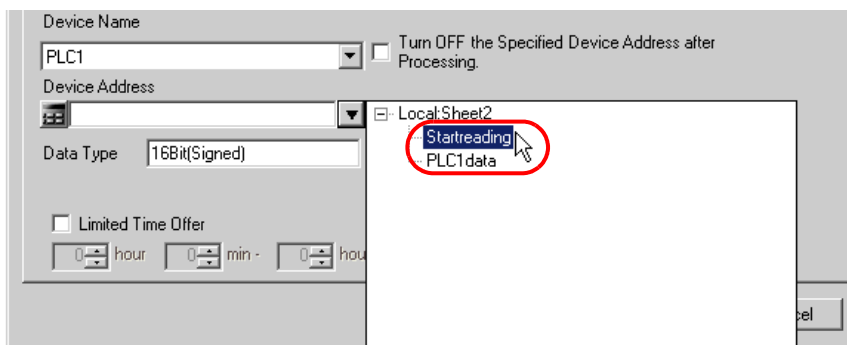 Device Name
PLC1
Turn OFF the Specified Device Address after
Processing.
Device Address
Local:Sheet2
Startreading
Data Type 16Bit(Signed)
PLC1data
Limited Time Offer
0 hour 0 min - 0 hou
cel